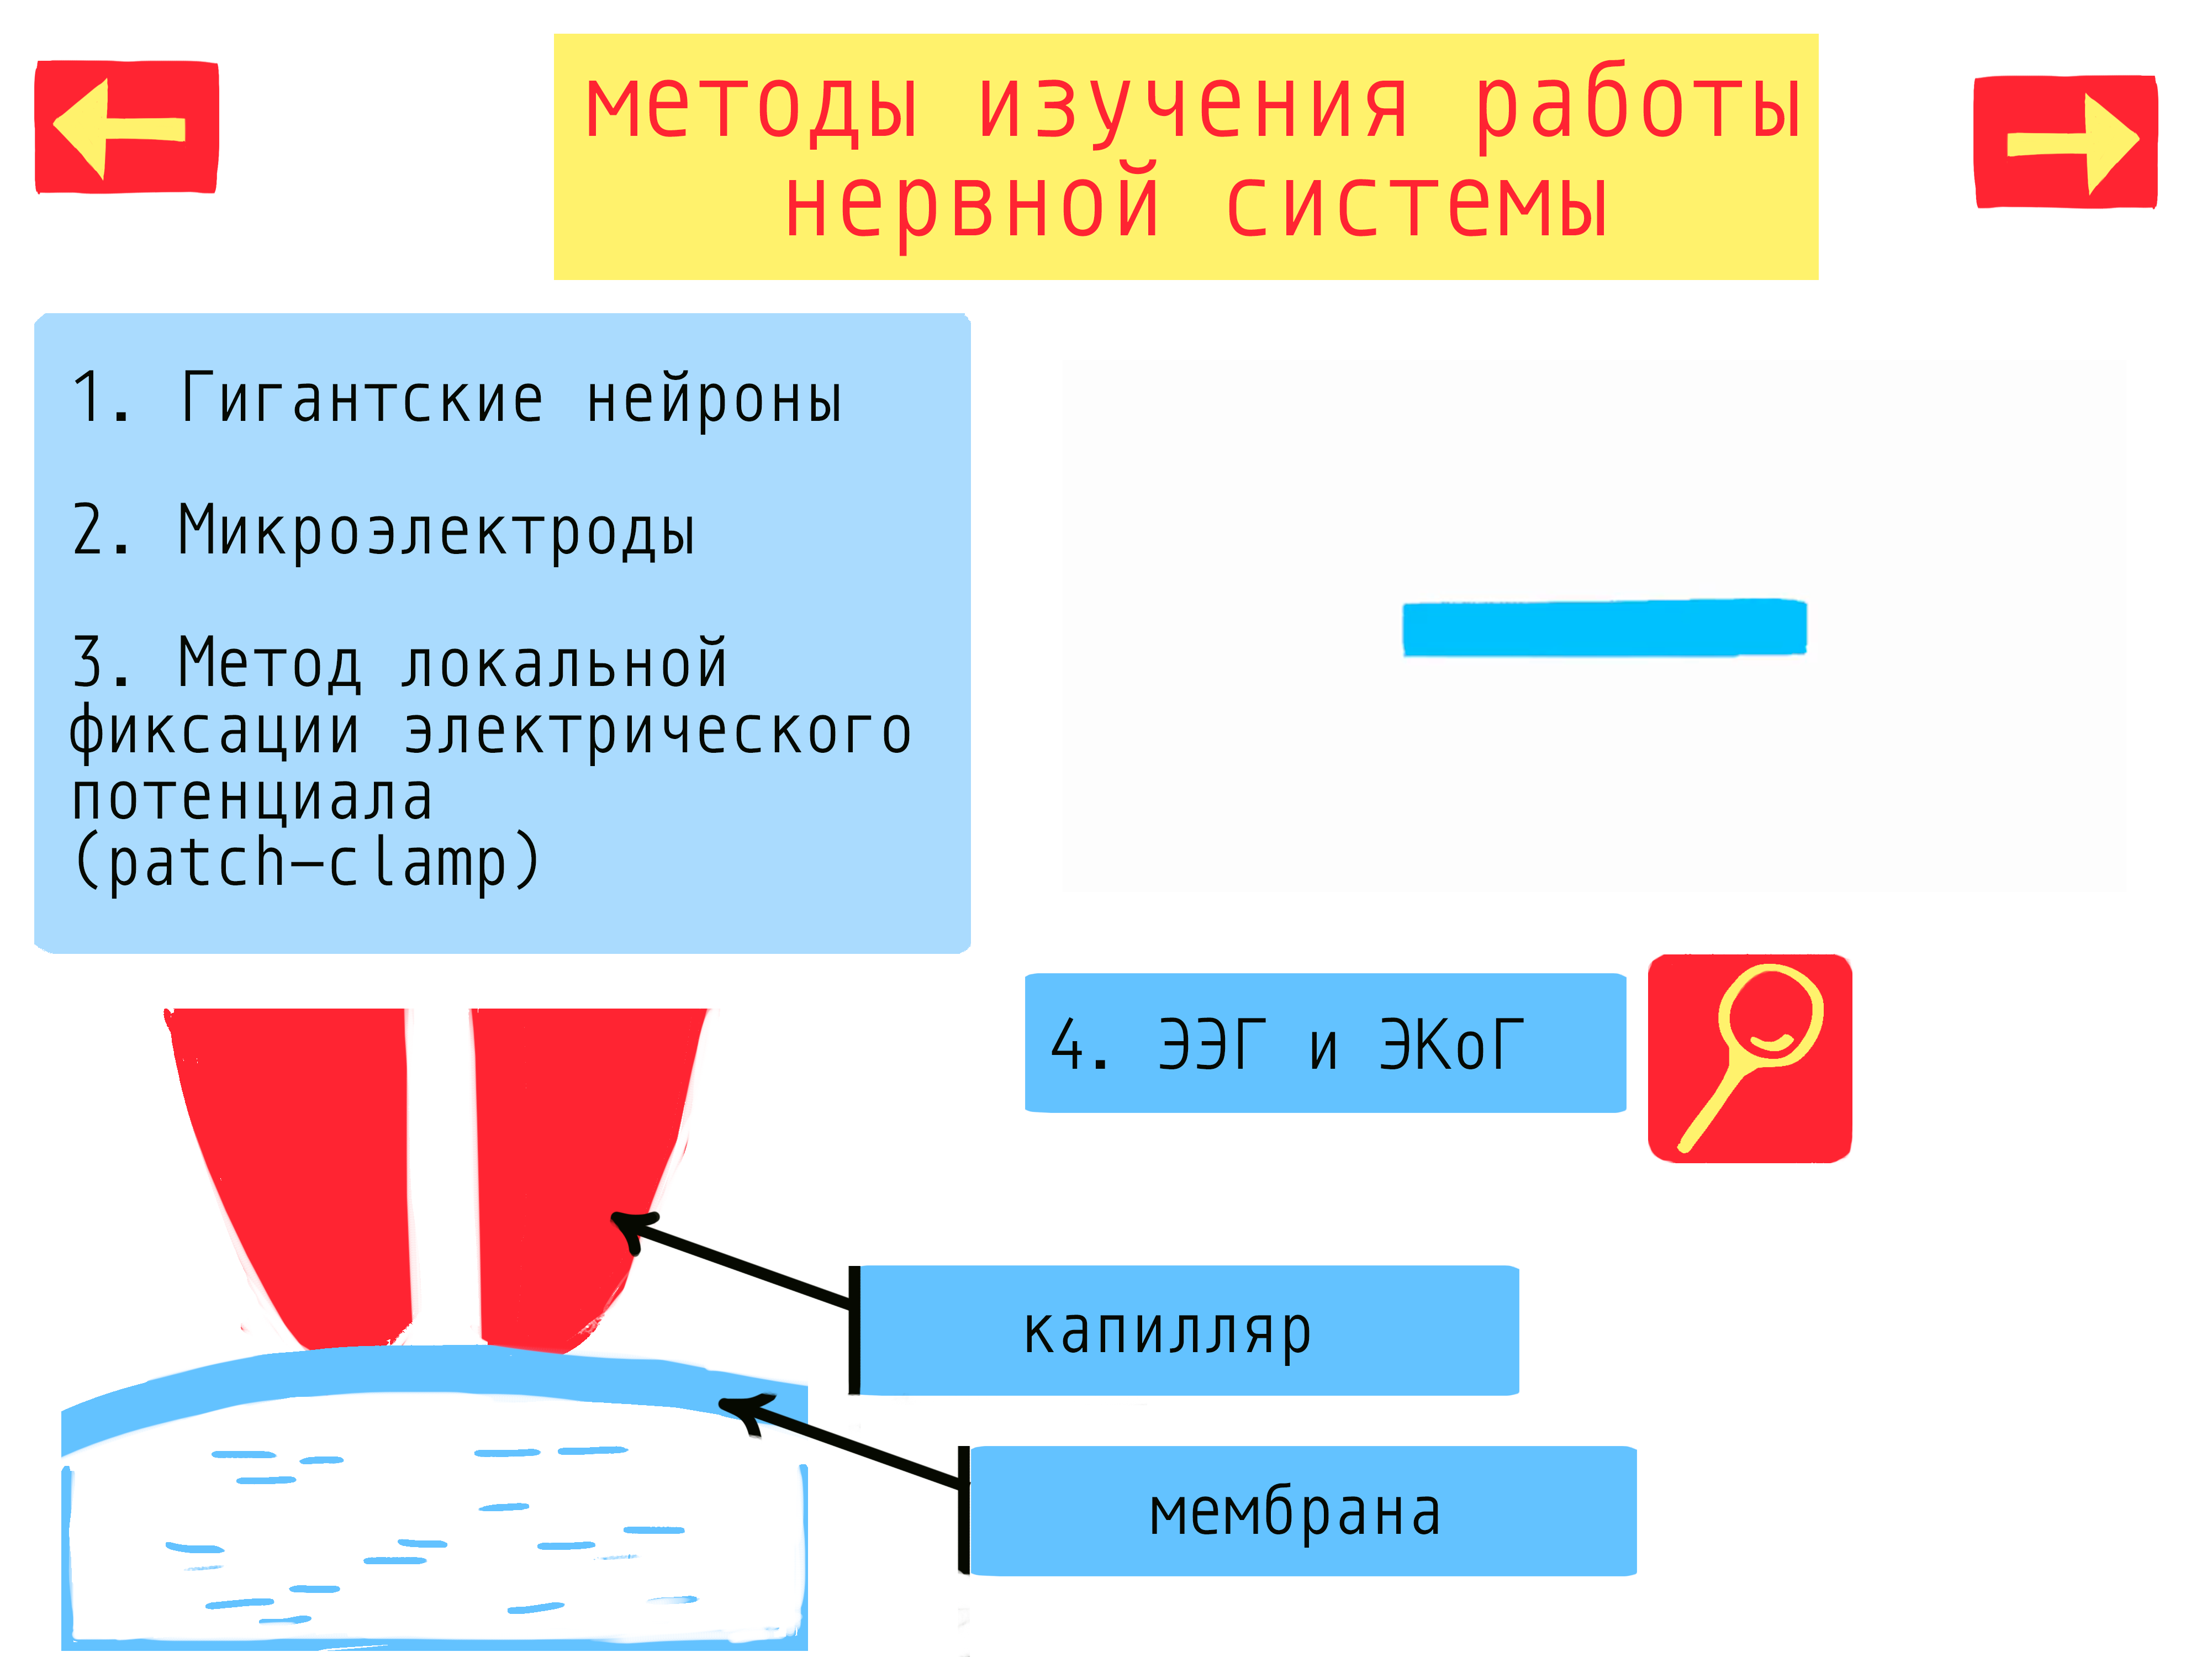 методы изучения работы
нервной системы
1. Гигантские нейроны
2. Микроэлектроды
3. Метод локальной
фиксации электрического
потенциала
(patch–clamp)
4. ЭЭГ и ЭКоГ
капилляр
мембрана